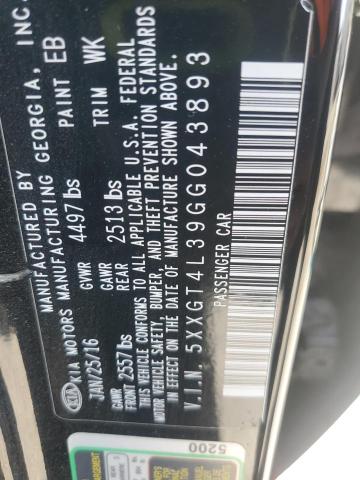 MANUFACTURED BY
KIA MOTORS MANUFACTURING GEORGIA, INC.
JAN/25/16 GVWR 4497 lbs PAINT EB
GAWR FRONT 2557 lbs GAWR REAR 2513 lbs TRIM WK
THIS VEHICLE CONFORMS TO ALL APPLICABLE U.S.A. FEDERAL
MOTOR VEHICLE SAFETY, BUMPER, AND THEFT PREVENTION STANDARDS
IN EFFECT ON THE DATE OF MANUFACTURE SHOWN ABOVE.
V.I.N. 5XXGT4L39GG043893
PASSENGER CAR
5200